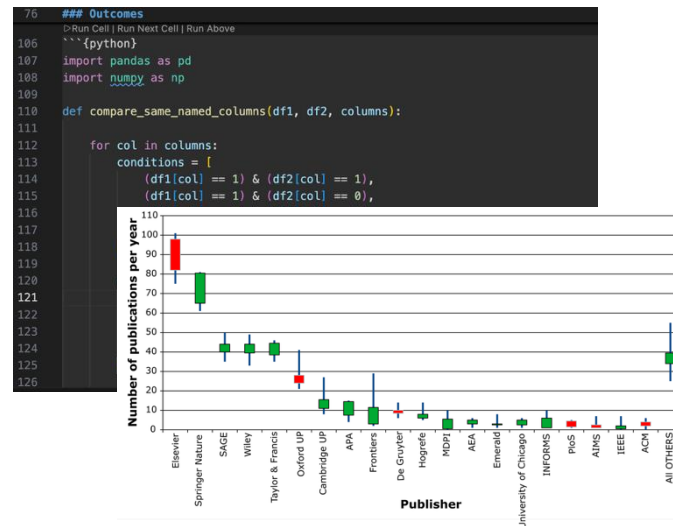 76 ### Outcomes
▷Run Cell | Run Next Cell | Run Above
106 ```{python}
107 import pandas as pd
108 import numpy as np
109
110 def compare_same_named_columns(df1, df2, columns):
111
112 for col in columns:
113 conditions = [
114 (df1[col] == 1) & (df2[col] == 1),
115 (df1[col] == 1) & (df2[col] == 0),
116
117
118
119
120
121
122
123
124
125
126
Number of publications per year
110
100
90
80
70
60
50
40
30
20
10
0
Elsevier
Springer Nature
SAGE
Wiley
Taylor & Francis
Oxford UP
Cambridge UP
APA
Frontiers
De Gruyter
Hogrefe
MDPI
AEA
Emerald
University of Chicago
INFORMS
PloS
AIMS
IEEE
ACM
All OTHERS
Publisher